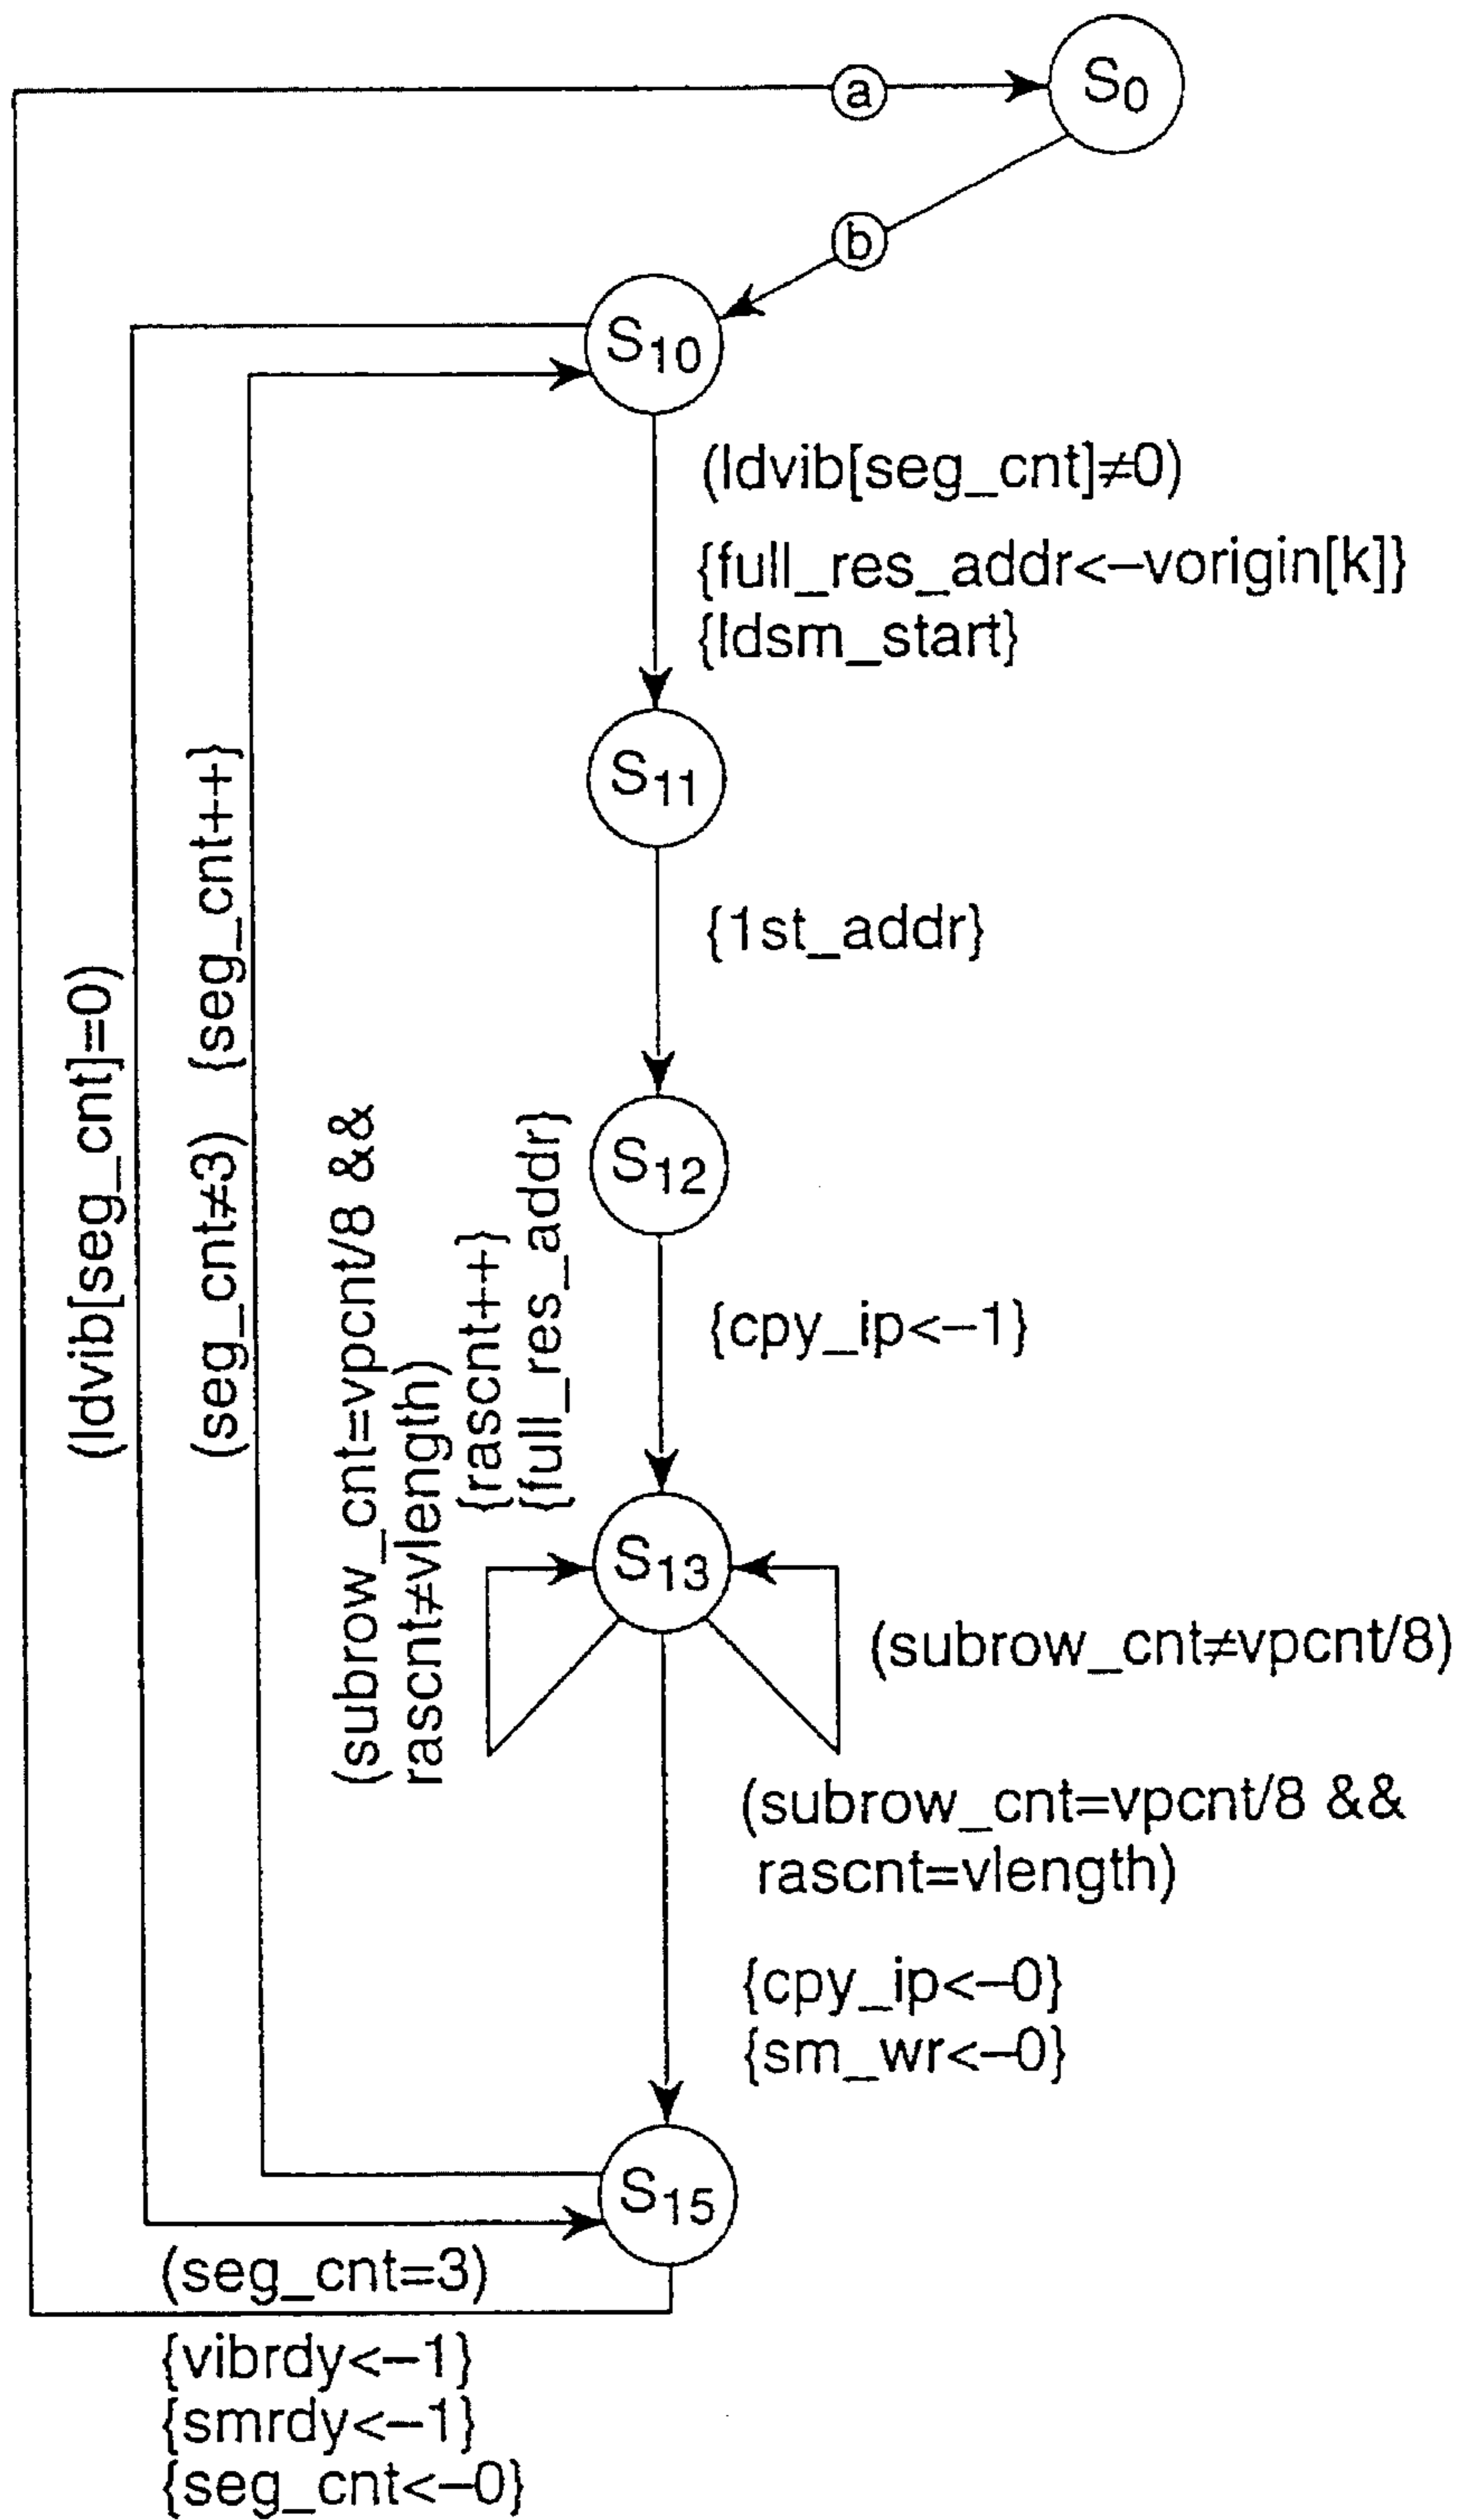 a
S0
b
S10
(ldvib[seg_cnt]≠0)
{full_res_addr<–vorigin[k]}
{ldsm_start}
S11
{1st_addr}
S12
{cpy_ip<–1}
(ldvib[seg_cnt]=0)
(seg_cnt≠3) {seg_cnt++}
(subrow_cnt=vpcnt/8 &&
rascnt≠vlength)
{rascnt++}
{full_res_addr}
S13
(subrow_cnt≠vpcnt/8)
(subrow_cnt=vpcnt/8 &&
rascnt=vlength)
{cpy_ip<–0}
{sm_wr<–0}
S15
(seg_cnt=3)
{vibrdy<–1}
{smrdy<–1}
{seg_cnt<–0}